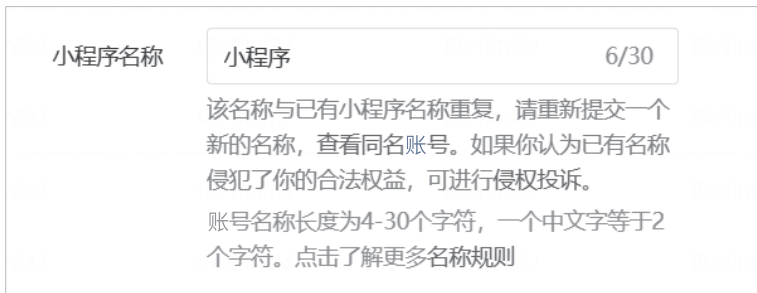 小程序名称 小程序 6/30
该名称与已有小程序名称重复，请重新提交一个
新的名称，查看同名账号。如果你认为已有名称
侵犯了你的合法权益，可进行侵权投诉。
账号名称长度为4-30个字符，一个中文字等于2
个字符。点击了解更多名称规则